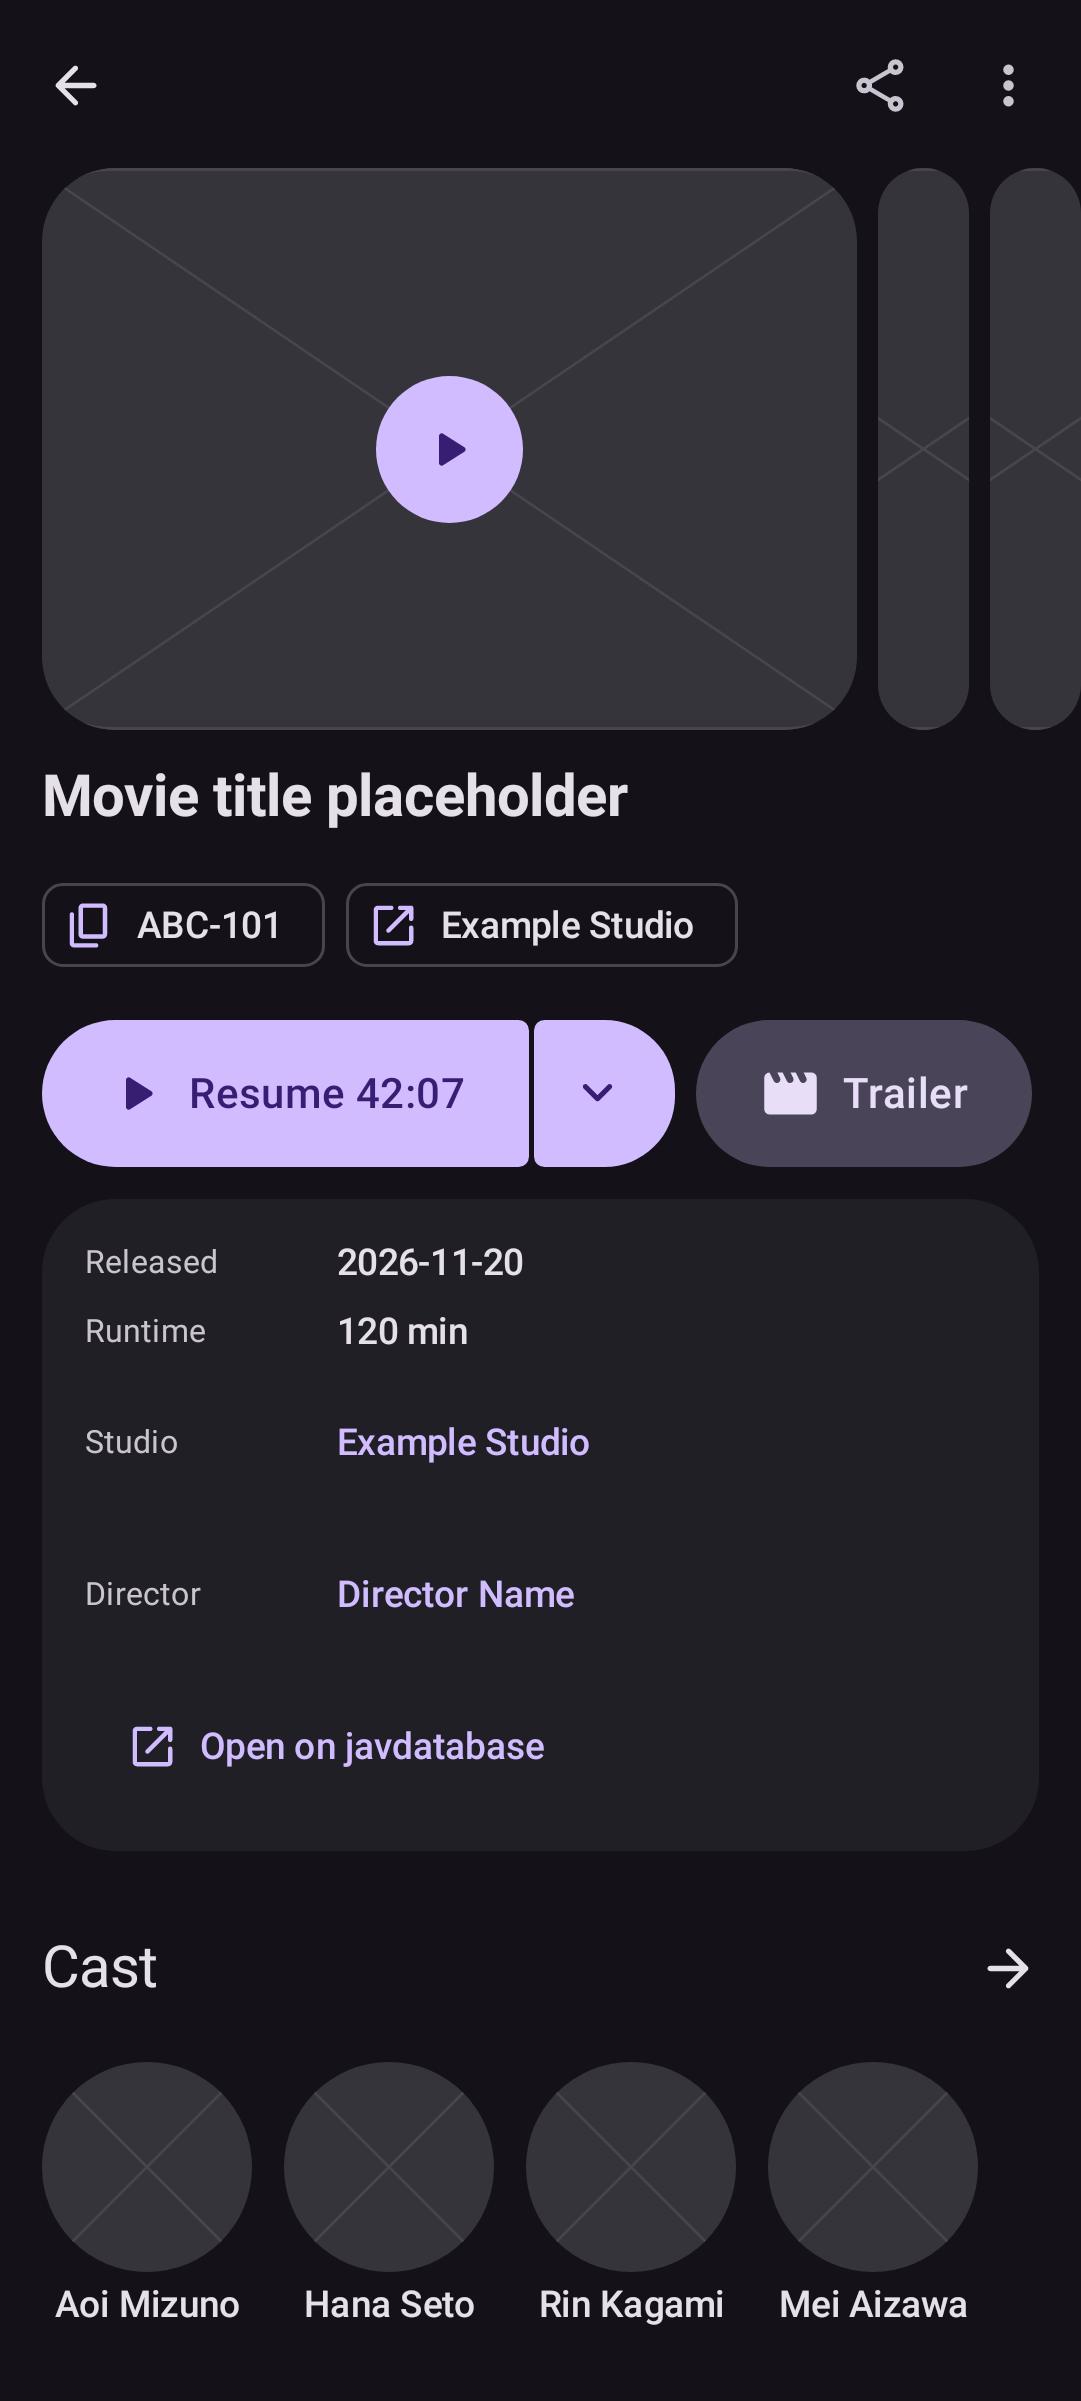 Movie title placeholder
ABC-101
Example Studio
Resume 42:07
Trailer
Released 2026-11-20
Runtime 120 min
Studio Example Studio
Director Director Name
Open on javdatabase
Cast
Aoi Mizuno
Hana Seto
Rin Kagami
Mei Aizawa